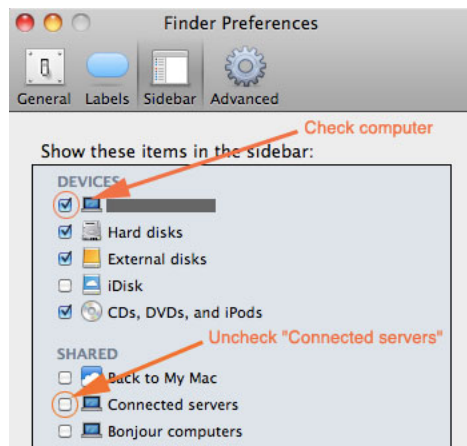 Finder Preferences
General Labels Sidebar Advanced
Check computer
Show these items in the sidebar:
DEVICES
Hard disks
External disks
iDisk
CDs, DVDs, and iPods
Uncheck "Connected servers"
SHARED
Back to My Mac
Connected servers
Bonjour computers